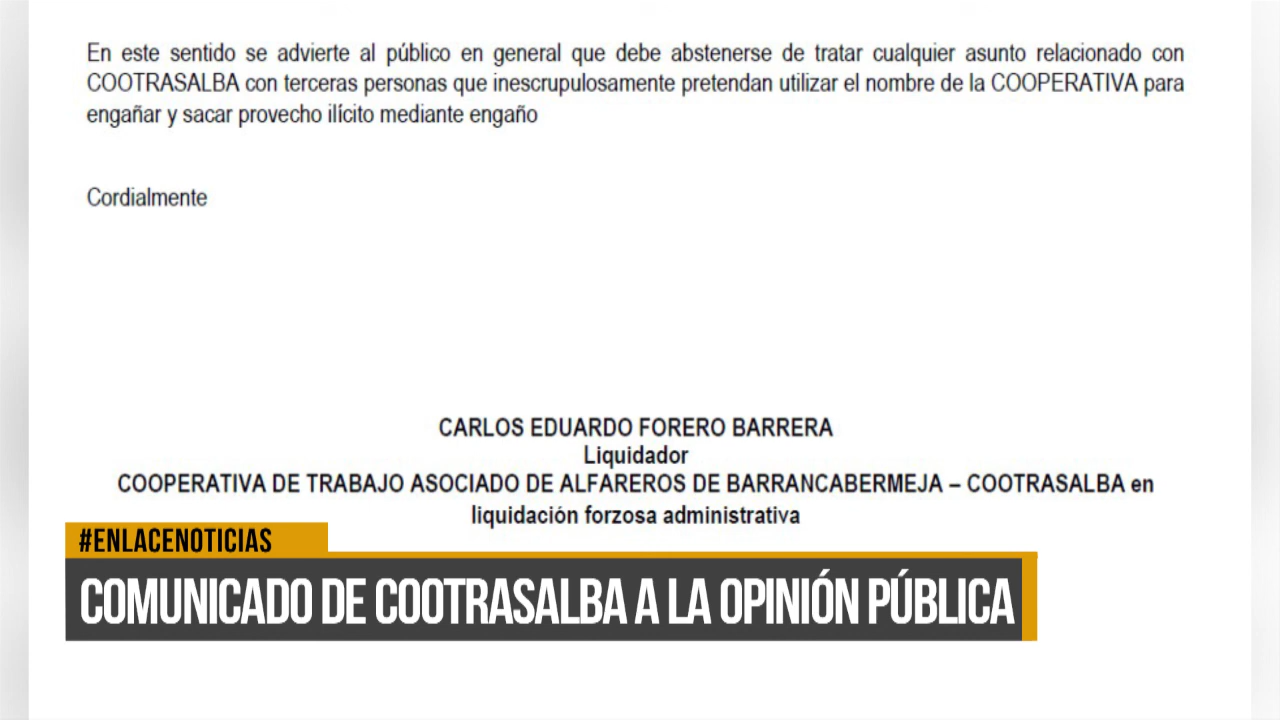 En este sentido se advierte al público en general que debe abstenerse de tratar cualquier asunto relacionado con
COOTRASALBA con terceras personas que inescrupulosamente pretendan utilizar el nombre de la COOPERATIVA para
engañar y sacar provecho ilícito mediante engaño
Cordialmente
CARLOS EDUARDO FORERO BARRERA
Liquidador
COOPERATIVA DE TRABAJO ASOCIADO DE ALFAREROS DE BARRANCABERMEJA – COOTRASALBA en
liquidación forzosa administrativa
#ENLACENOTICIAS
COMUNICADO DE COOTRASALBA A LA OPINIÓN PÚBLICA